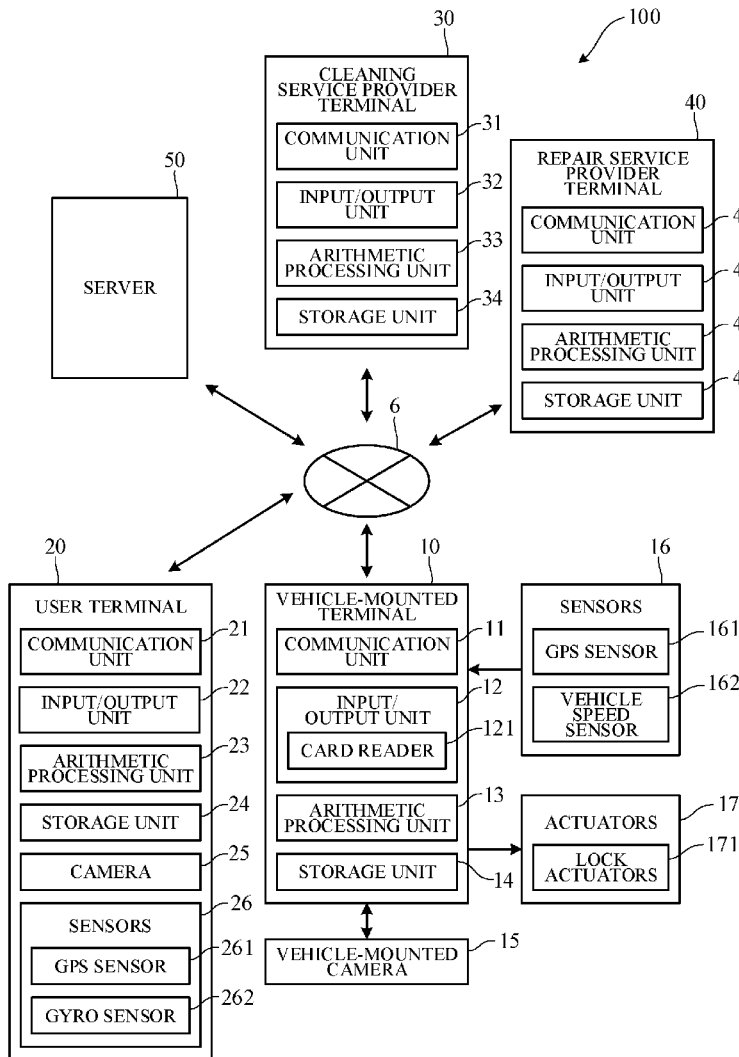 100
30
CLEANING
SERVICE PROVIDER
TERMINAL
COMMUNICATION
UNIT
31
INPUT/OUTPUT
UNIT
32
ARITHMETIC
PROCESSING UNIT
33
STORAGE UNIT
34
40
REPAIR SERVICE
PROVIDER
TERMINAL
COMMUNICATION
UNIT
4
INPUT/OUTPUT
UNIT
4
ARITHMETIC
PROCESSING UNIT
4
STORAGE UNIT
4
50
SERVER
6
20
USER TERMINAL
COMMUNICATION
UNIT
21
INPUT/OUTPUT
UNIT
22
ARITHMETIC
PROCESSING UNIT
23
STORAGE UNIT
24
CAMERA
25
SENSORS
26
GPS SENSOR
261
GYRO SENSOR
262
10
VEHICLE-MOUNTED
TERMINAL
COMMUNICATION
UNIT
11
INPUT/
OUTPUT UNIT
12
CARD READER
121
ARITHMETIC
PROCESSING UNIT
13
STORAGE UNIT
14
VEHICLE-MOUNTED
CAMERA
15
16
SENSORS
GPS SENSOR
161
VEHICLE
SPEED
SENSOR
162
ACTUATORS
17
LOCK
ACTUATORS
171